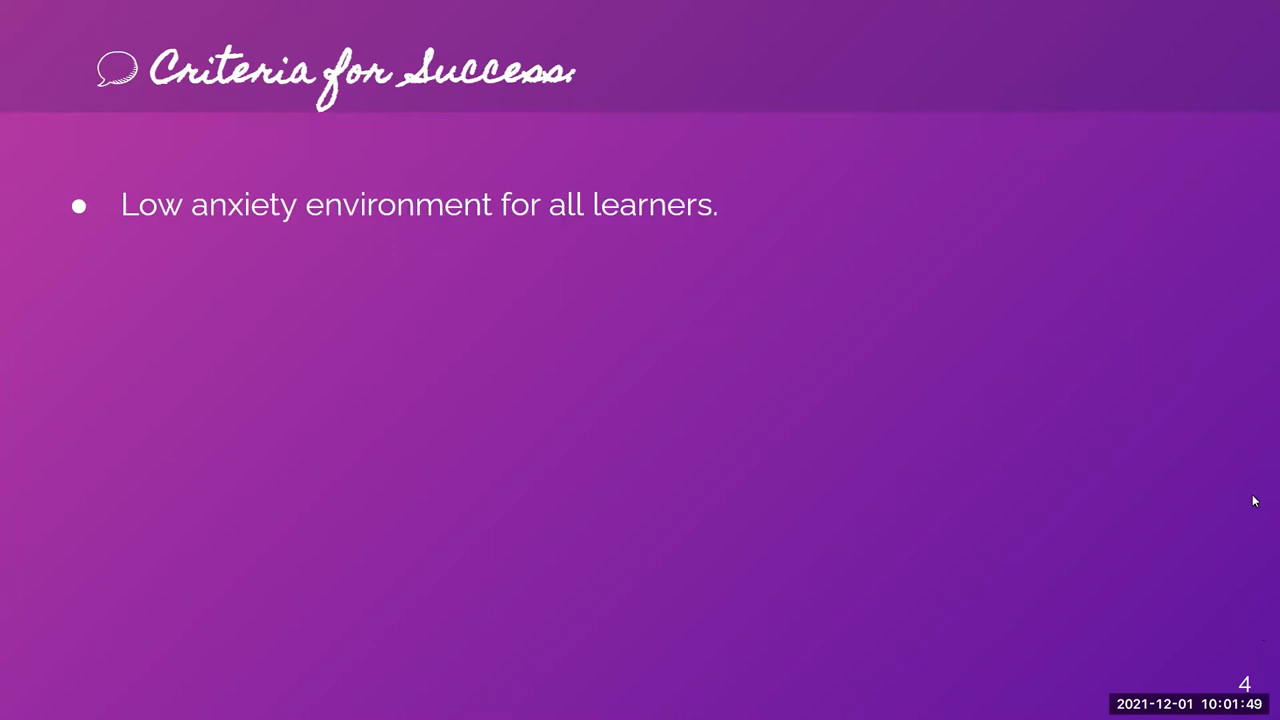 Criteria for Success:
● Low anxiety environment for all learners.
4
2021-12-01 10:01:49